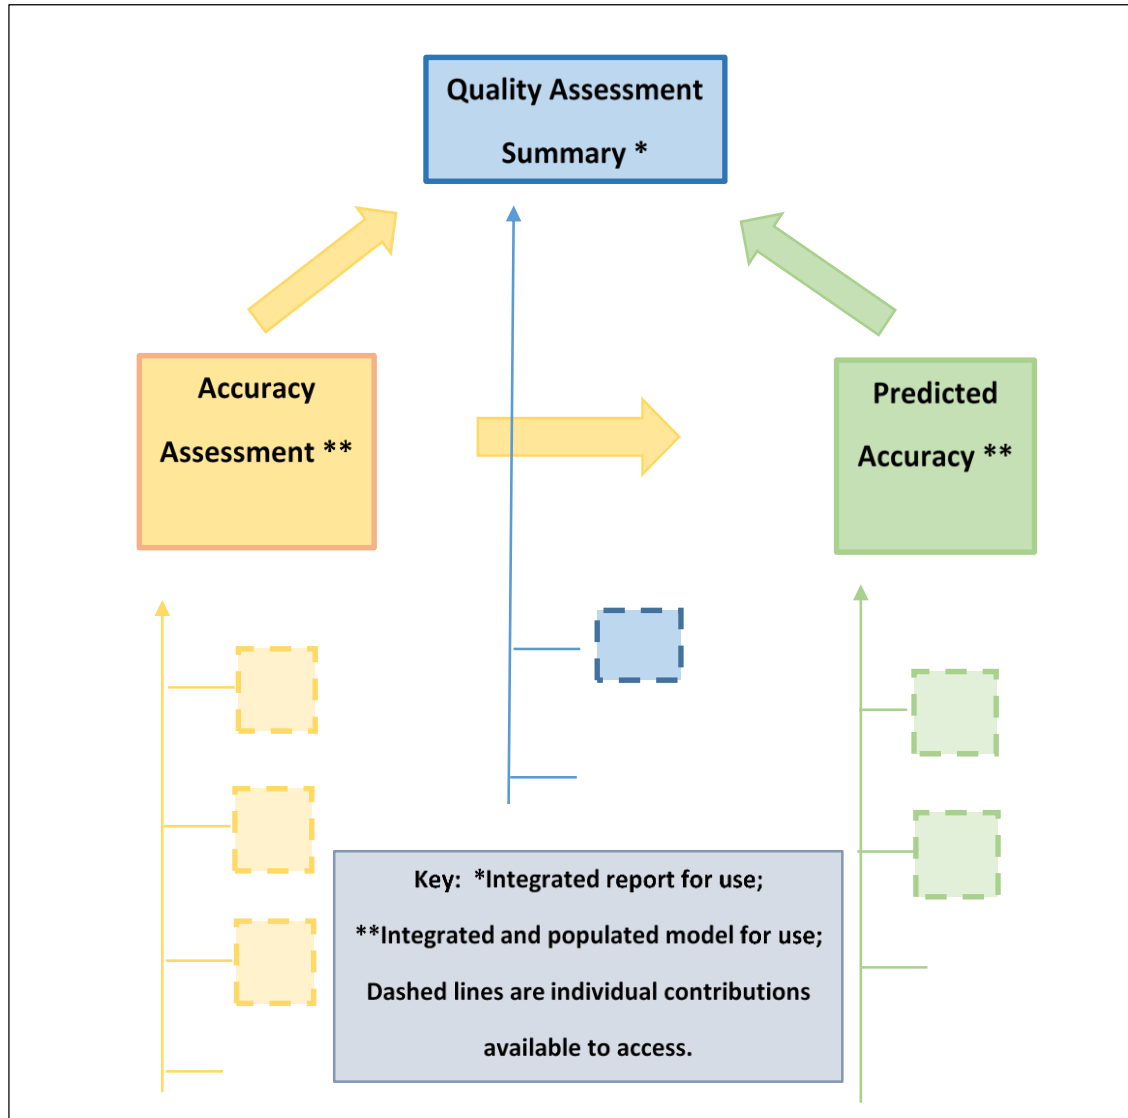 Quality Assessment
Summary *
Accuracy
Assessment **
Predicted
Accuracy **
Key:  *Integrated report for use;
**Integrated and populated model for use;
Dashed lines are individual contributions
available to access.